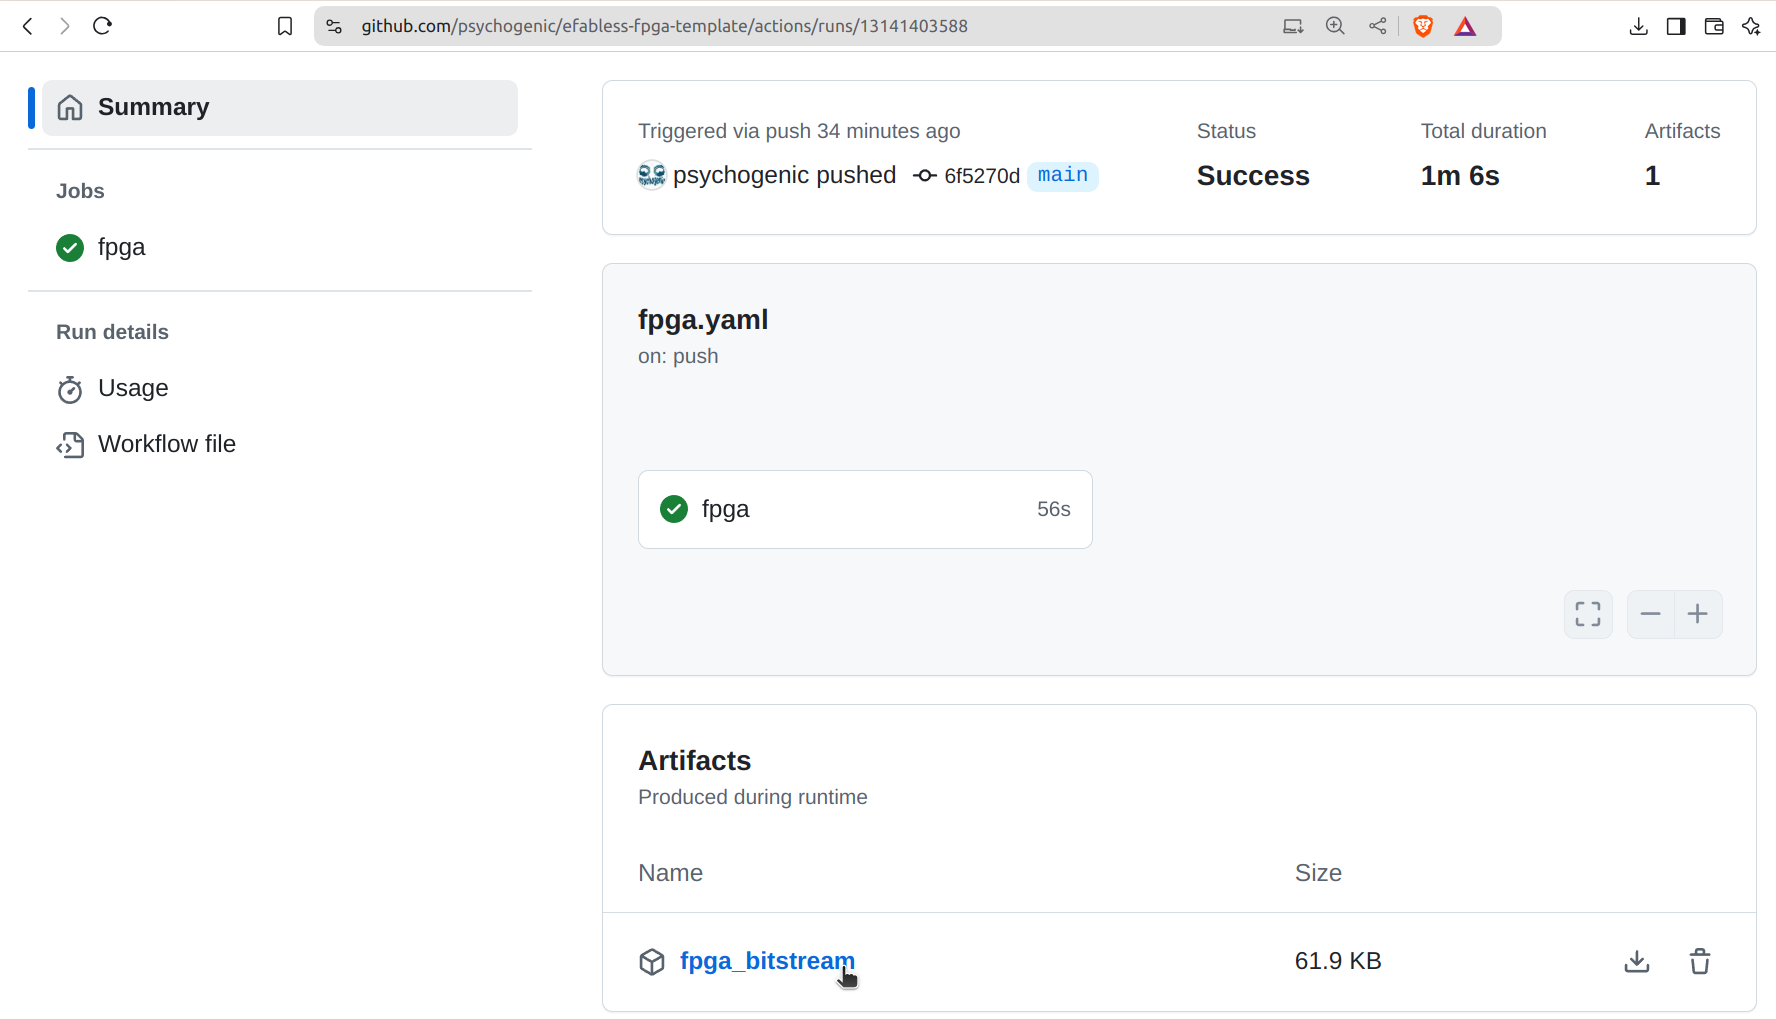 github.com/psychogenic/efabless-fpga-template/actions/runs/13141403588
Summary
Jobs
fpga
Run details
Usage
Workflow file
Triggered via push 34 minutes ago
psychogenic pushed 6f5270d main
Status
Success
Total duration
1m 6s
Artifacts
1
fpga.yaml
on: push
fpga 56s
Artifacts
Produced during runtime
Name Size
fpga_bitstream 61.9 KB